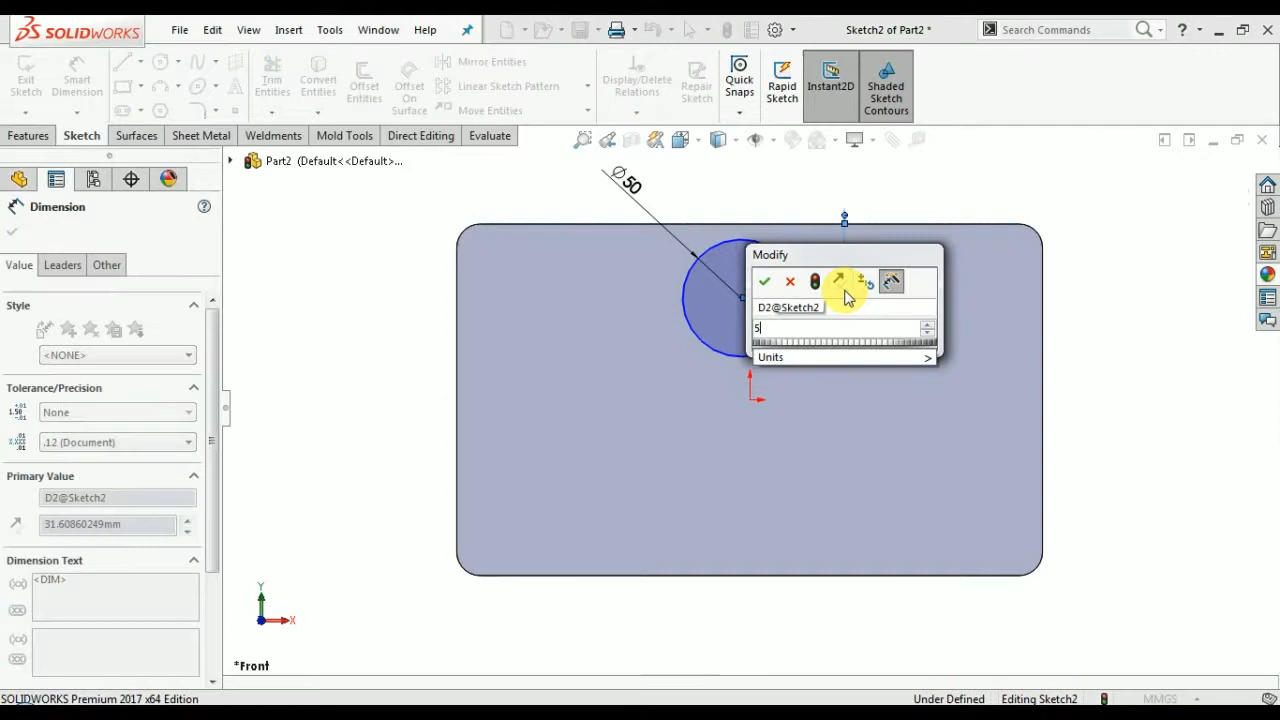 SOLIDWORKS File Edit View Insert Tools Window Help Sketch2 of Part2 * Search Commands ?
Exit Sketch
Smart Dimension
Trim Entities
Convert Entities
Offset Entities
Offset On Surface
Mirror Entities
Linear Sketch Pattern
Move Entities
Display/Delete Relations
Repair Sketch
Quick Snaps
Rapid Sketch
Instant2D
Shaded Sketch Contours
Features Sketch Surfaces Sheet Metal Weldments Mold Tools Direct Editing Evaluate
Part2 (Default<<Default>...
Dimension
Value Leaders Other
Style
<NONE>
Tolerance/Precision
None
.12 (Document)
Primary Value
D2@Sketch2
31.60860249mm
Dimension Text
<DIM>
∅50
Modify
D2@Sketch2
5
Units >
Y
X
*Front
SOLIDWORKS Premium 2017 x64 Edition Under Defined Editing Sketch2 MMGS